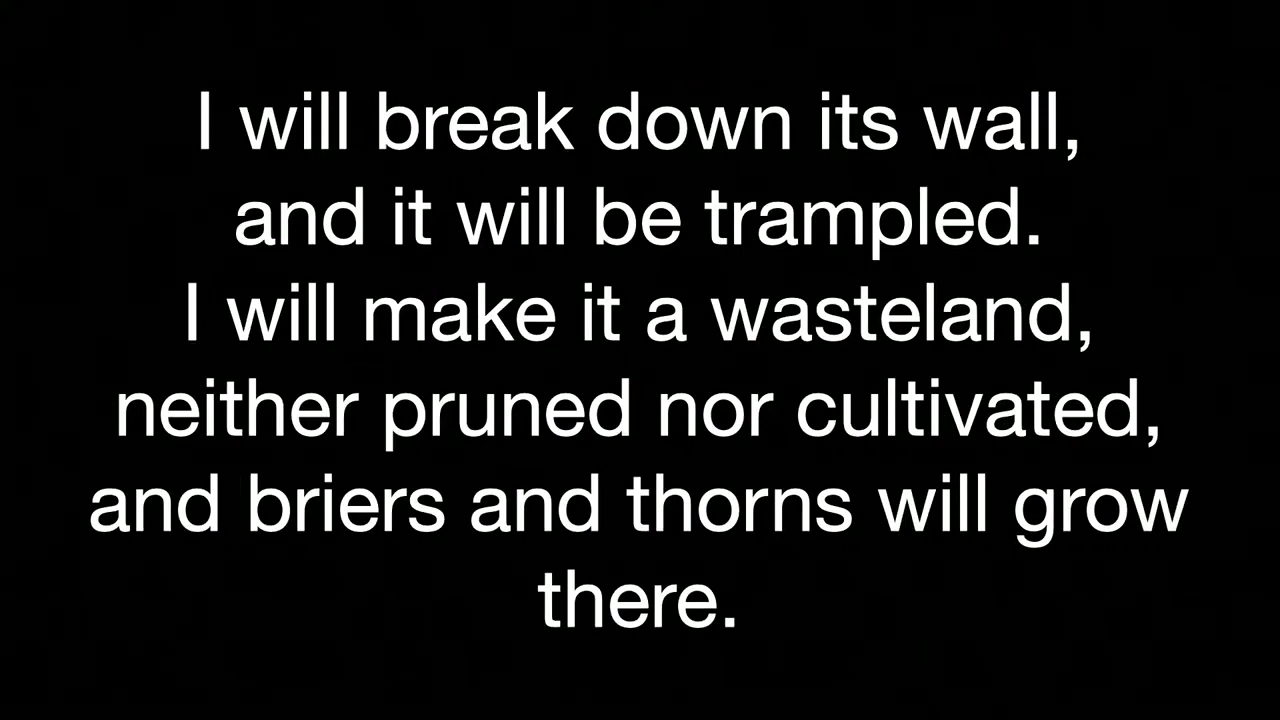 I will break down its wall,
and it will be trampled.
I will make it a wasteland,
neither pruned nor cultivated,
and briers and thorns will grow
there.